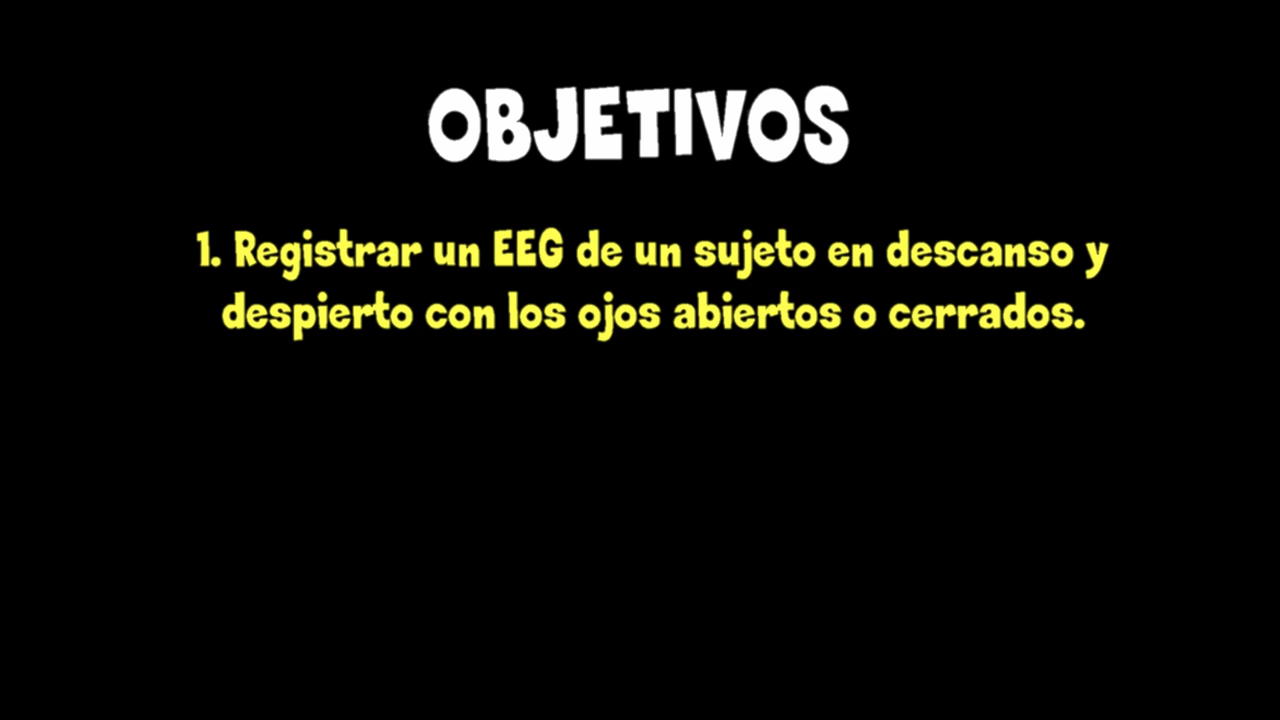 OBJETIVOS
1. Registrar un EEG de un sujeto en descanso y
despierto con los ojos abiertos o cerrados.